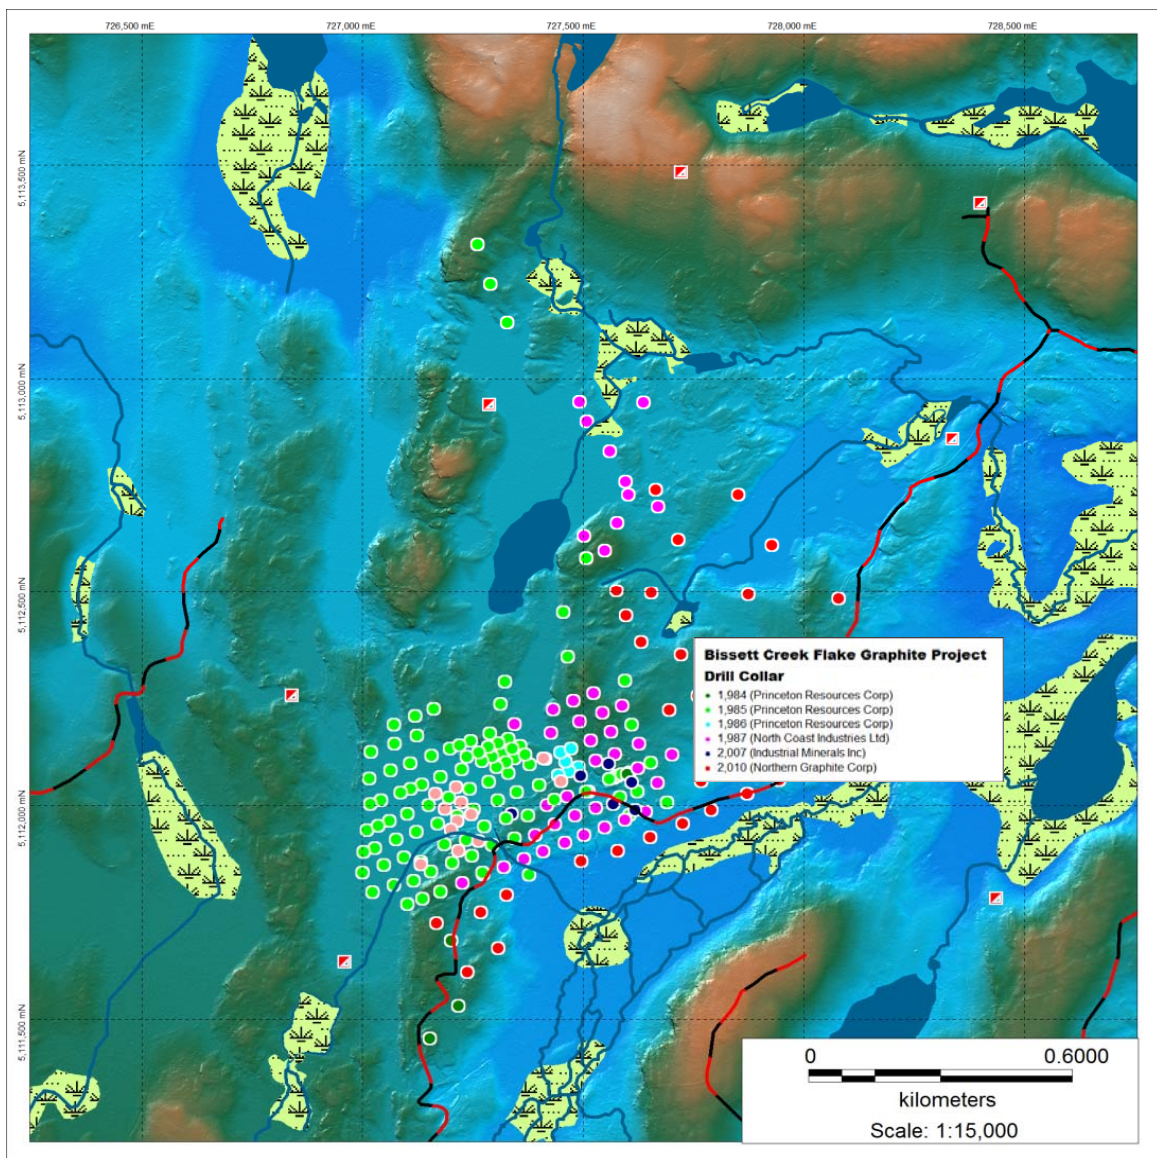 726,500 mE
727,000 mE
727,500 mE
728,000 mE
728,500 mE
5,113,500 mN
5,113,000 mN
5,112,500 mN
5,112,000 mN
5,111,500 mN
Bissett Creek Flake Graphite Project
Drill Collar
1,984 (Princeton Resources Corp)
1,985 (Princeton Resources Corp)
1,986 (Princeton Resources Corp)
1,987 (North Coast Industries Ltd)
2,007 (Industrial Minerals Inc)
2,010 (Northern Graphite Corp)
0 0.6000
kilometers
Scale: 1:15,000